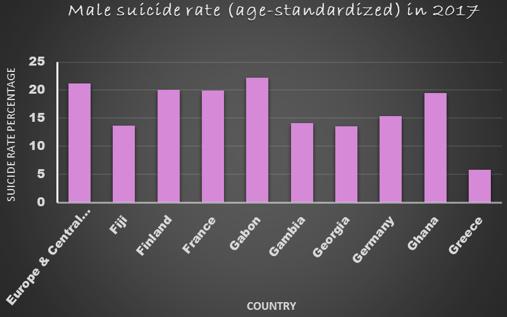 Male suicide rate (age-standardized) in 2017
SUICIDE RATE PERCENTAGE
25
20
15
10
5
0
Europe & Central...
Fiji
Finland
France
Gabon
Gambia
Georgia
Germany
Ghana
Greece
COUNTRY